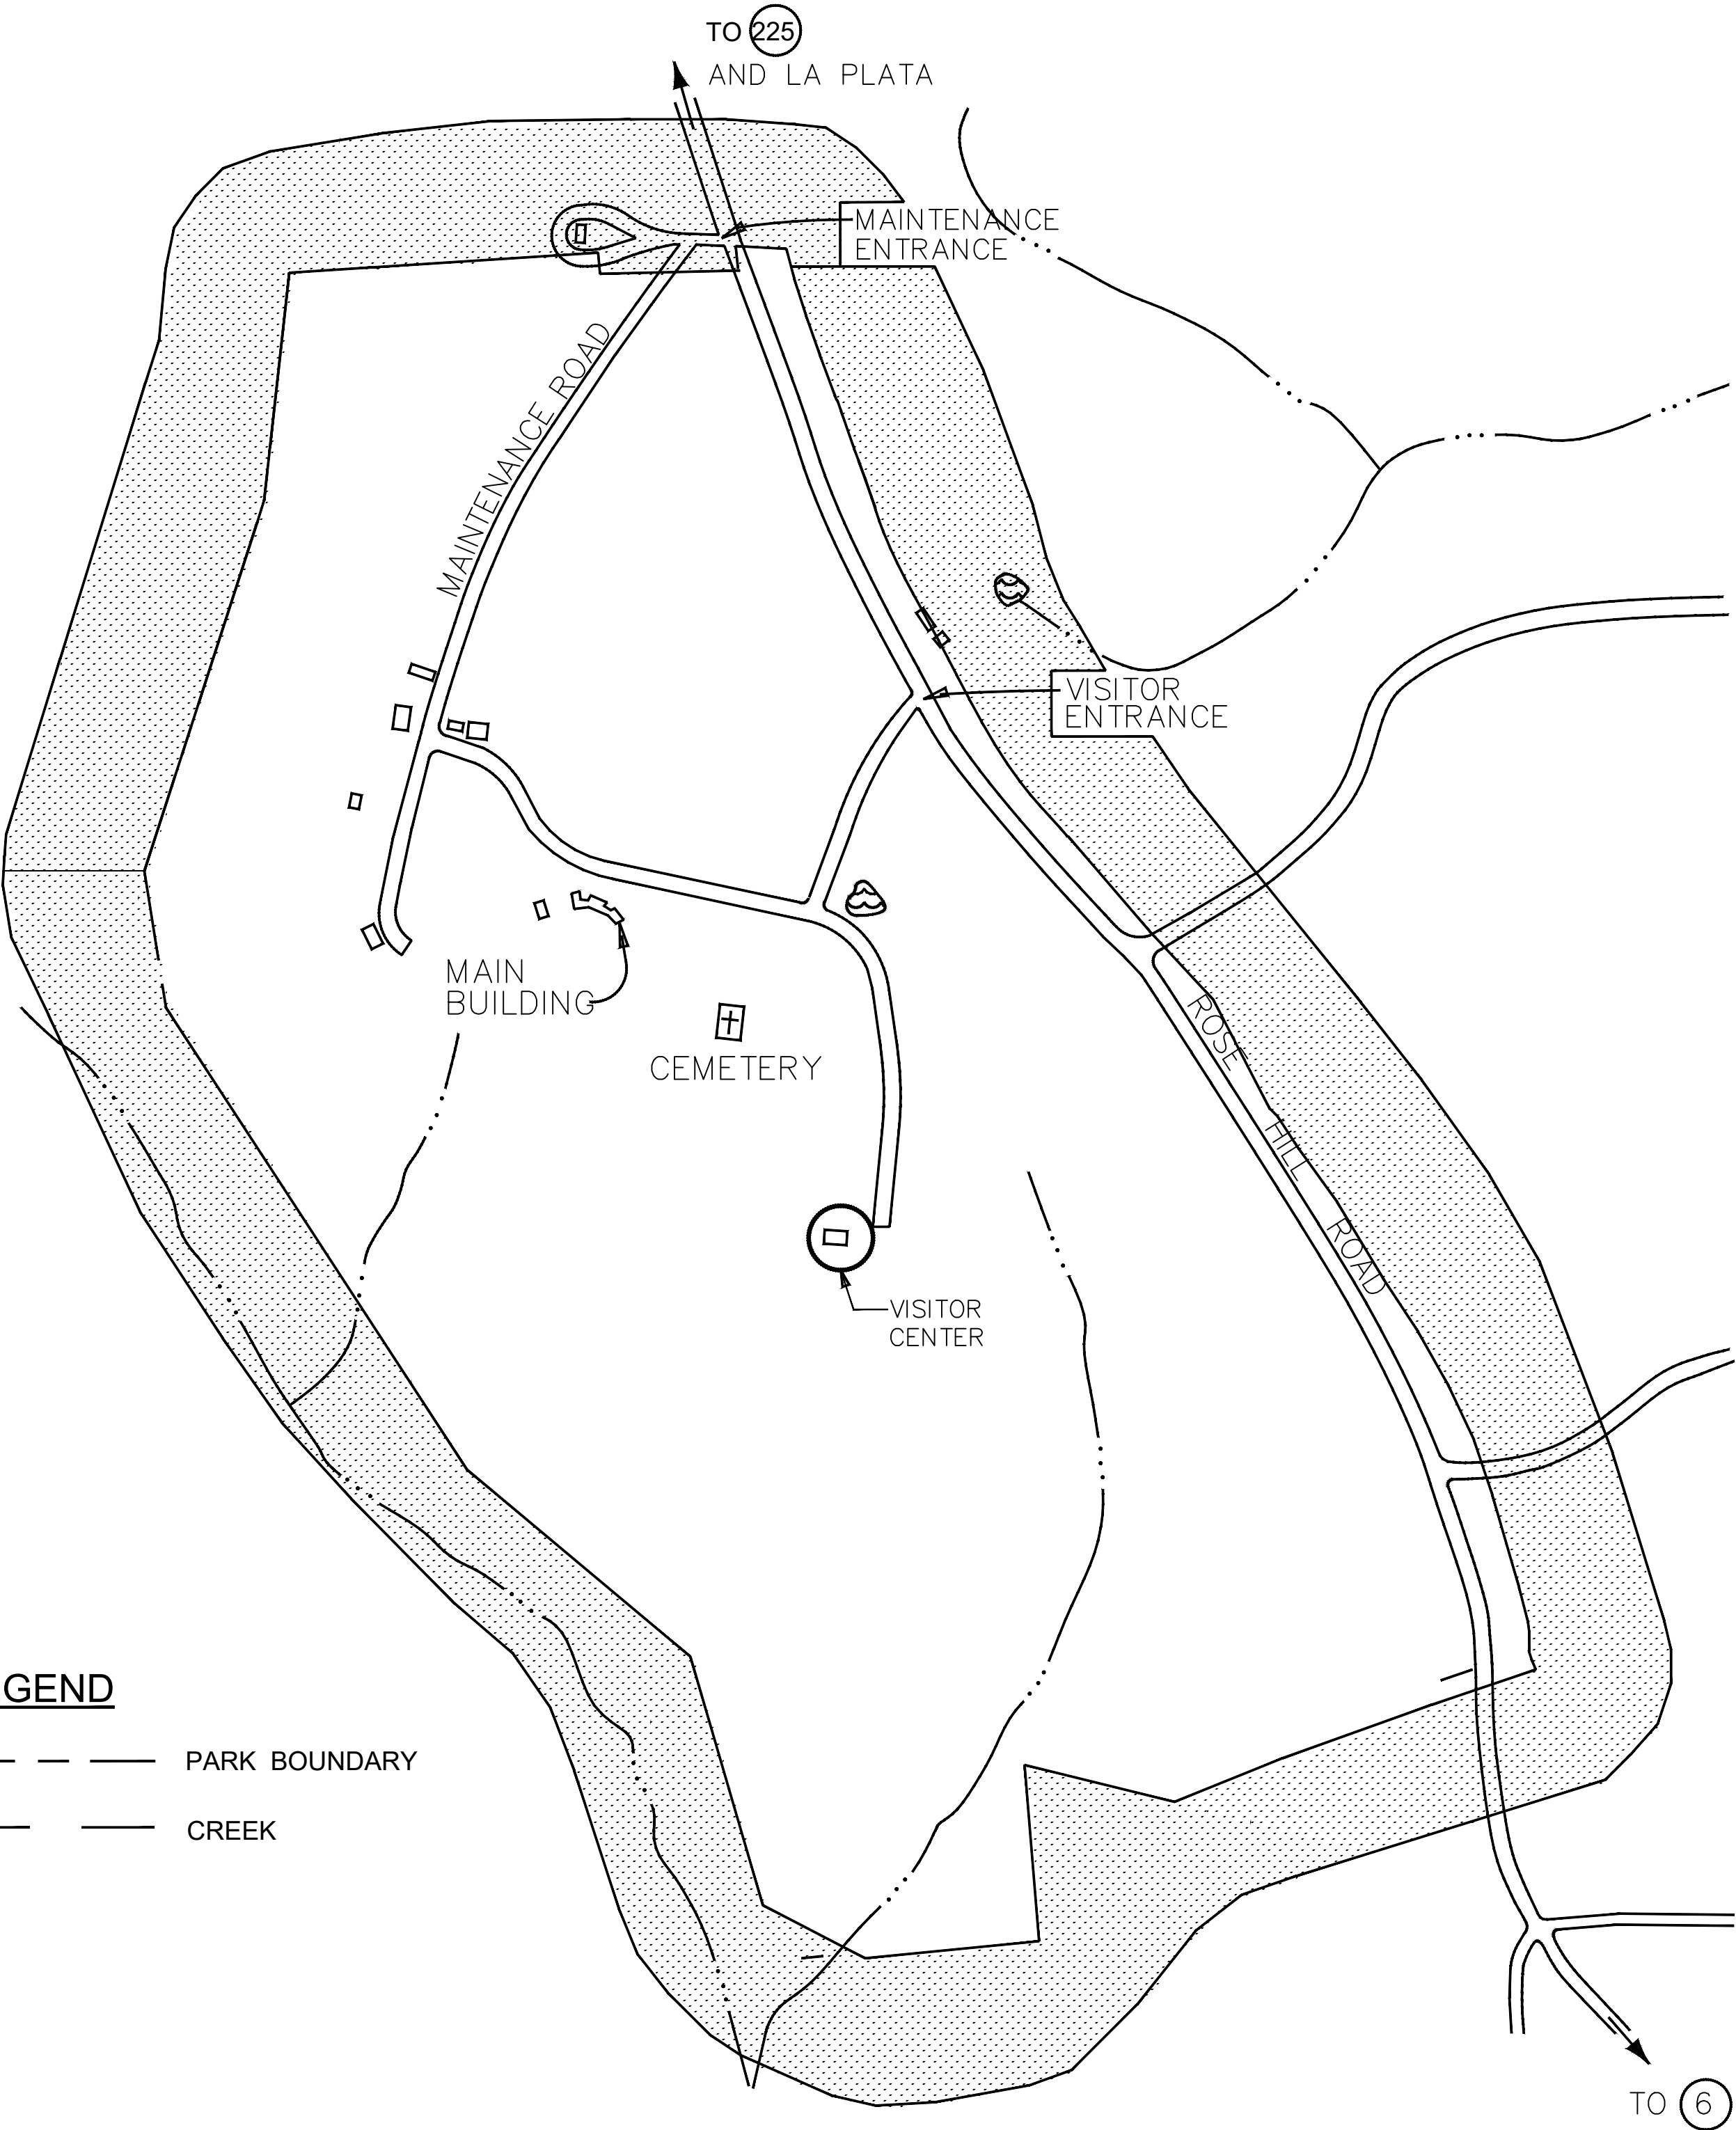 TO 225
AND LA PLATA
MAINTENANCE
ENTRANCE
MAINTENANCE ROAD
VISITOR
ENTRANCE
MAIN
BUILDING
CEMETERY
ROSE HILL ROAD
VISITOR
CENTER
GEND
PARK BOUNDARY
CREEK
TO 6